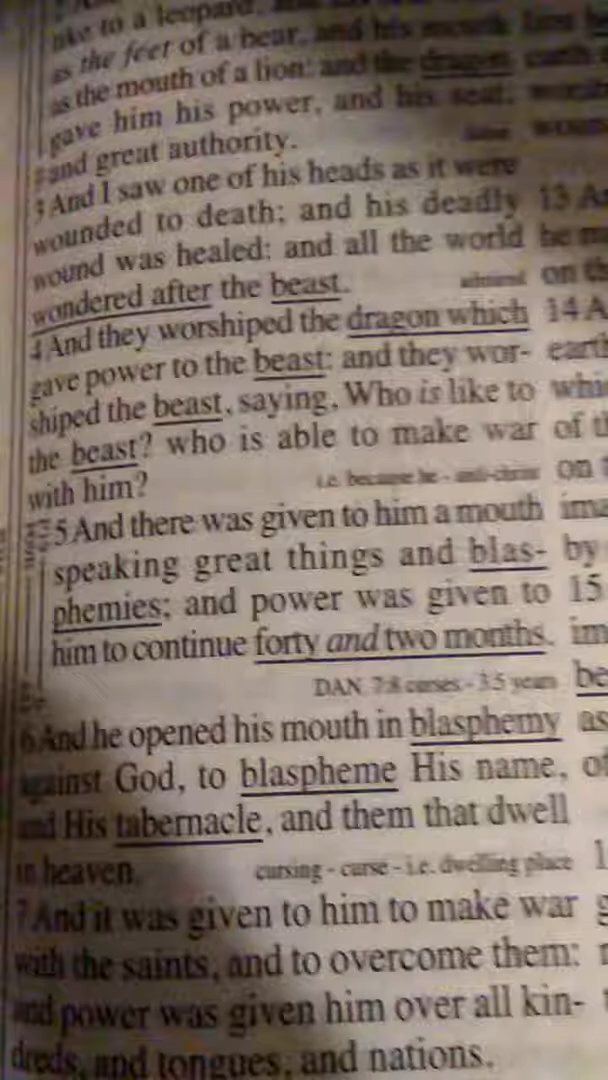 like to a leopard,
as the feet of a bear, and his mouth
as the mouth of a lion: and the dragon
gave him his power, and his seat,
and great authority.
3 And I saw one of his heads as it were
wounded to death; and his deadly
wound was healed: and all the world
wondered after the beast.
admired
4 And they worshiped the dragon which
gave power to the beast: and they wor-
shiped the beast, saying, Who is like to
the beast? who is able to make war
with him?
i.e. because he - anti-christ
5 And there was given to him a mouth
speaking great things and blas-
phemies; and power was given to
him to continue forty and two months.
DAN. 7:8 curses - 3.5 years
6 And he opened his mouth in blasphemy
against God, to blaspheme His name,
and His tabernacle, and them that dwell
in heaven.
cursing - curse - i.e. dwelling place
7 And it was given to him to make war
with the saints, and to overcome them:
and power was given him over all kin-
dreds, and tongues, and nations.
earth
13
on
14 A
earth
of
on
by
15
be
as